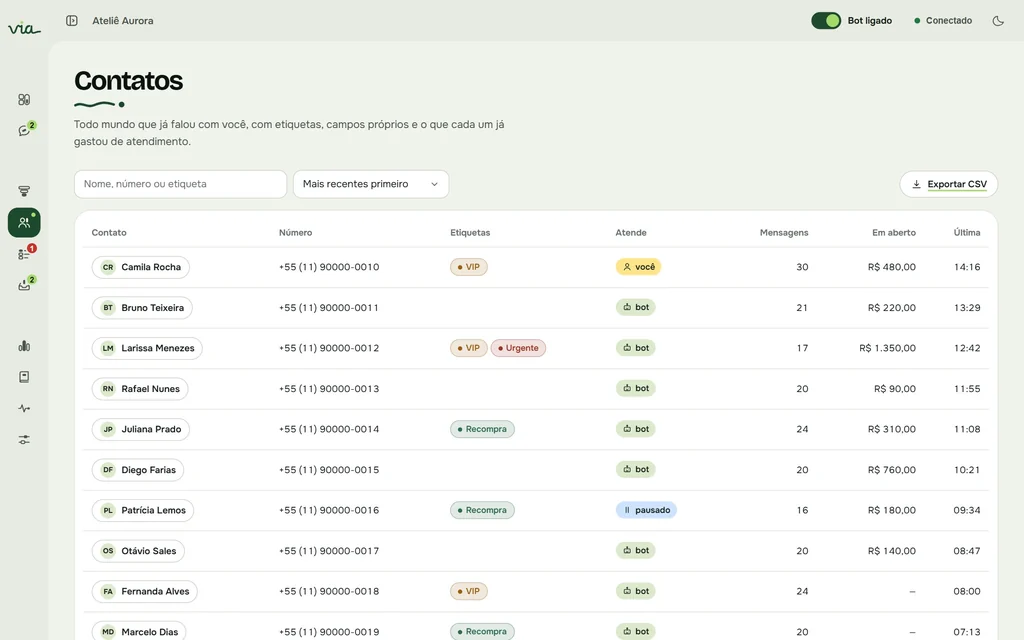 via
Ateliê Aurora
Bot ligado
Conectado
2
1
2
Contatos
Todo mundo que já falou com você, com etiquetas, campos próprios e o que cada um já
gastou de atendimento.
Nome, número ou etiqueta
Mais recentes primeiro
Exportar CSV
Contato Número Etiquetas Atende Mensagens Em aberto Última
CR Camila Rocha +55 (11) 90000-0010 VIP você 30 R$ 480,00 14:16
BT Bruno Teixeira +55 (11) 90000-0011 bot 21 R$ 220,00 13:29
LM Larissa Menezes +55 (11) 90000-0012 VIP Urgente bot 17 R$ 1.350,00 12:42
RN Rafael Nunes +55 (11) 90000-0013 bot 20 R$ 90,00 11:55
JP Juliana Prado +55 (11) 90000-0014 Recompra bot 24 R$ 310,00 11:08
DF Diego Farias +55 (11) 90000-0015 bot 20 R$ 760,00 10:21
PL Patrícia Lemos +55 (11) 90000-0016 Recompra pausado 16 R$ 180,00 09:34
OS Otávio Sales +55 (11) 90000-0017 bot 20 R$ 140,00 08:47
FA Fernanda Alves +55 (11) 90000-0018 VIP bot 24 – 08:00
MD Marcelo Dias +55 (11) 90000-0019 Recompra bot 20 – 07:13